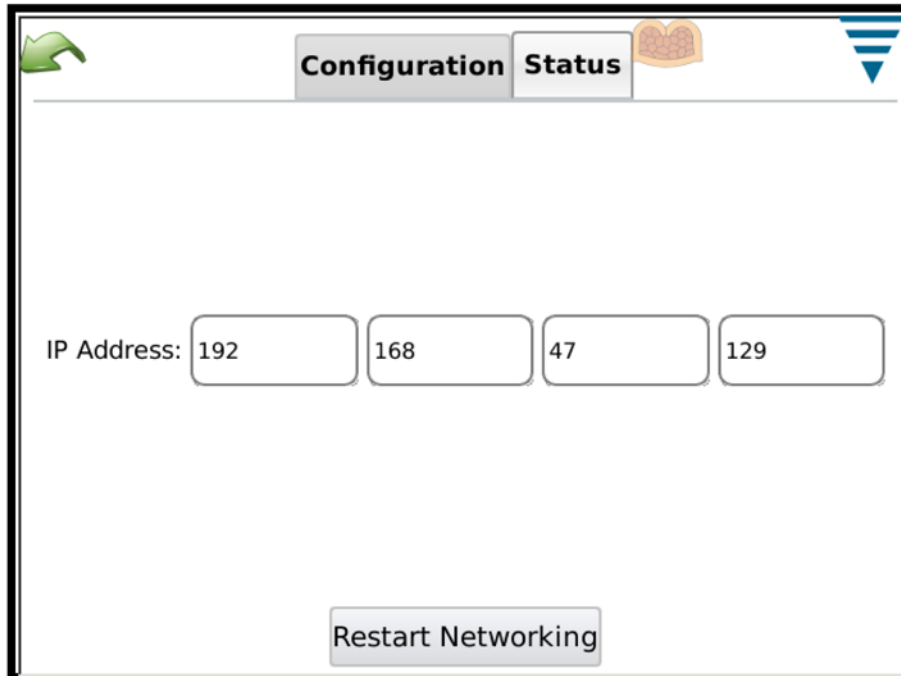 Configuration Status
IP Address: 192 168 47 129
Restart Networking